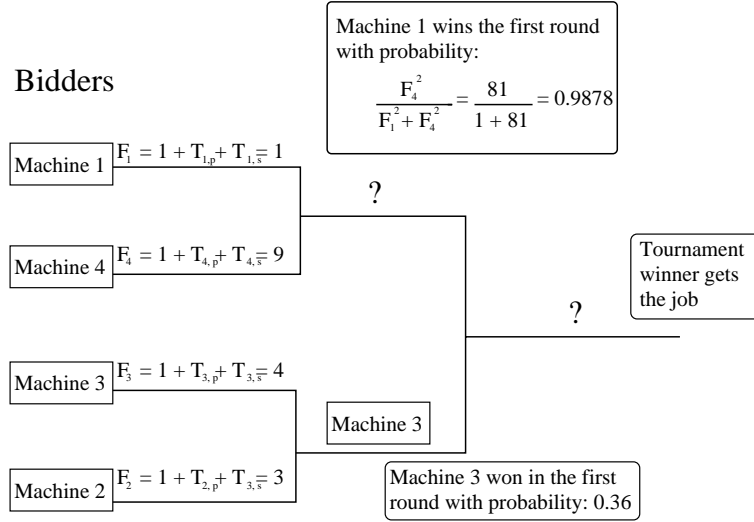 Machine 1 wins the first round
with probability:
F₄² / (F₁² + F₄²) = 81 / (1 + 81) = 0.9878
Bidders
Machine 1
F₁ = 1 + T₁,ₚ + T₁,ₛ = 1
?
Machine 4
F₄ = 1 + T₄,ₚ + T₄,ₛ = 9
Tournament
winner gets
the job
?
Machine 3
F₃ = 1 + T₃,ₚ + T₃,ₛ = 4
Machine 3
Machine 2
F₂ = 1 + T₂,ₚ + T₃,ₛ = 3
Machine 3 won in the first
round with probability: 0.36